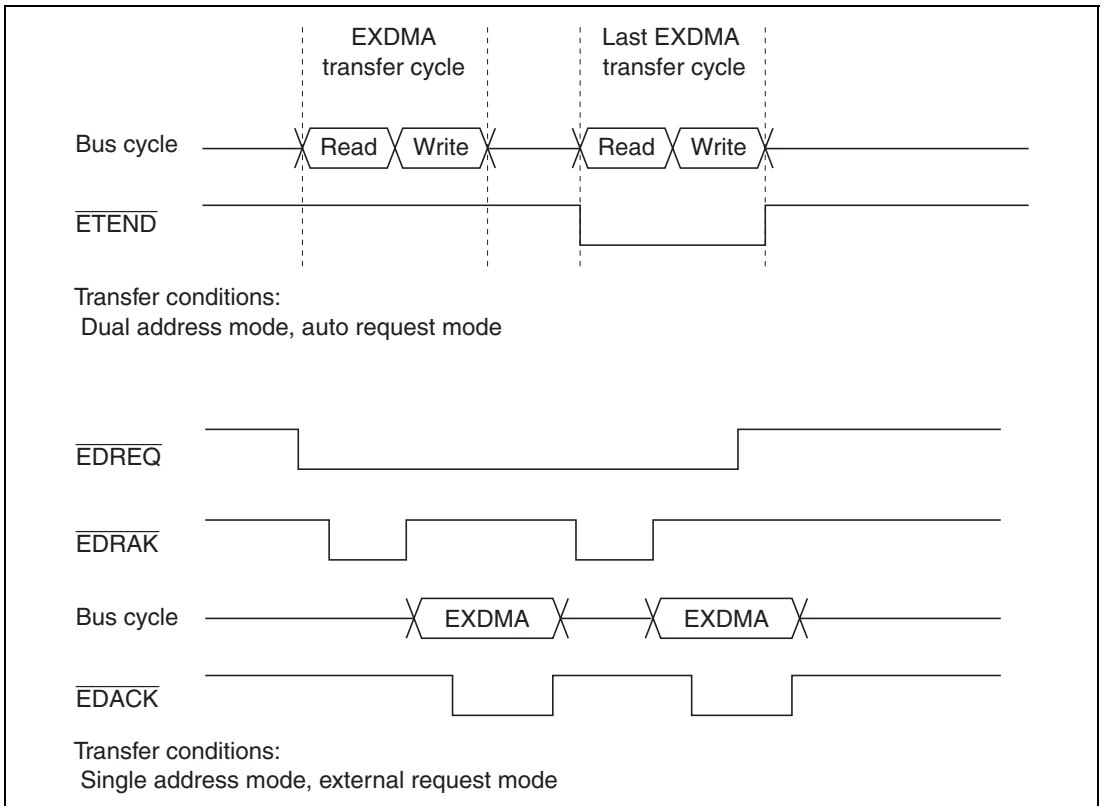 EXDMA
transfer cycle
Last EXDMA
transfer cycle
Bus cycle
Read
Write
Read
Write
ETEND
Transfer conditions:
Dual address mode, auto request mode
EDREQ
EDRAK
Bus cycle
EXDMA
EXDMA
EDACK
Transfer conditions:
Single address mode, external request mode